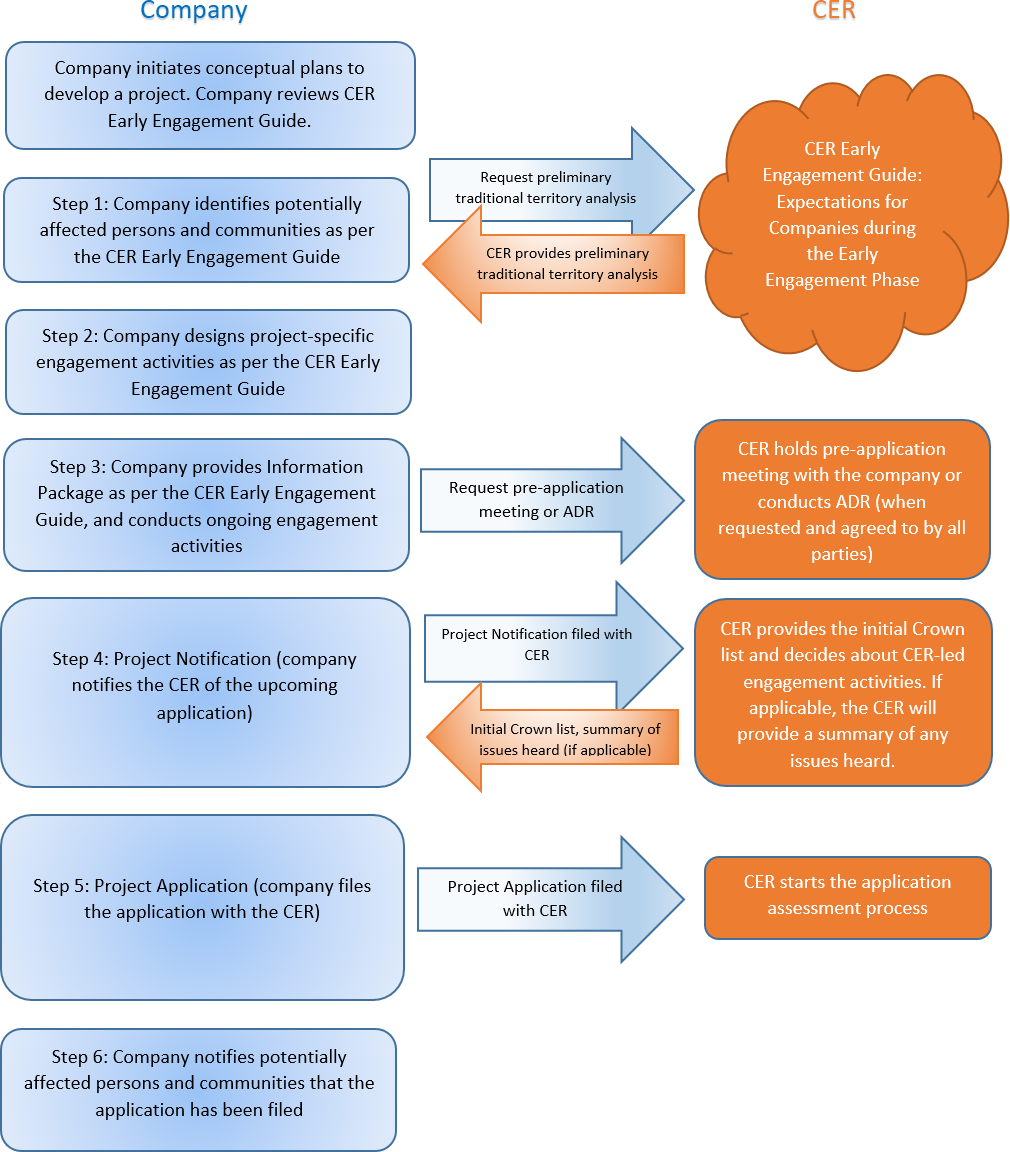 Company
CER
Company initiates conceptual plans to
develop a project. Company reviews CER
Early Engagement Guide.
Step 1: Company identifies potentially
affected persons and communities as per
the CER Early Engagement Guide
Request preliminary
traditional territory analysis
CER provides preliminary
traditional territory analysis
CER Early
Engagement Guide:
Expectations for
Companies during
the Early
Engagement Phase
Step 2: Company designs project-specific
engagement activities as per the CER Early
Engagement Guide
Step 3: Company provides Information
Package as per the CER Early Engagement
Guide, and conducts ongoing engagement
activities
Request pre-application
meeting or ADR
CER holds pre-application
meeting with the company or
conducts ADR (when
requested and agreed to by all
parties)
Step 4: Project Notification (company
notifies the CER of the upcoming
application)
Project Notification filed with
CER
Initial Crown list, summary of
issues heard (if applicable)
CER provides the initial Crown
list and decides about CER-led
engagement activities. If
applicable, the CER will
provide a summary of any
issues heard.
Step 5: Project Application (company files
the application with the CER)
Project Application filed
with CER
CER starts the application
assessment process
Step 6: Company notifies potentially
affected persons and communities that the
application has been filed